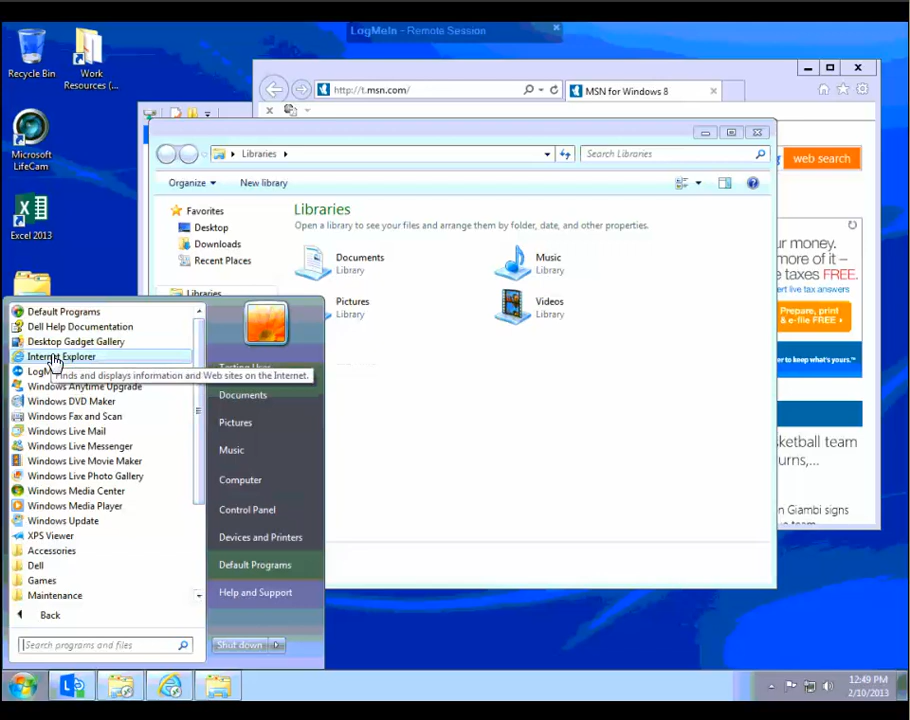 LogMeIn - Remote Session
Recycle Bin
Work
Resources (...
Microsoft
LifeCam
Excel 2013
http://t.msn.com/
MSN for Windows 8
web search
Libraries
Search Libraries
Organize
New library
Favorites
Desktop
Downloads
Recent Places
Libraries
Libraries
Open a library to see your files and arrange them by folder, date, and other properties.
Documents
Library
Music
Library
Pictures
Library
Videos
Library
ur money.
more of it –
taxes FREE.
Prepare, print
& e-file free
to keep what's yours.
ketball team
urns,...
n Giambi signs
Default Programs
Dell Help Documentation
Desktop Gadget Gallery
Internet Explorer
Finds and displays information and Web sites on the Internet.
Windows Anytime Upgrade
Windows DVD Maker
Windows Fax and Scan
Windows Live Mail
Windows Live Messenger
Windows Live Movie Maker
Windows Live Photo Gallery
Windows Media Center
Windows Media Player
Windows Update
XPS Viewer
Accessories
Dell
Games
Maintenance
Back
Search programs and files
Documents
Pictures
Music
Computer
Control Panel
Devices and Printers
Default Programs
Help and Support
Shut down
12:49 PM
2/10/2013